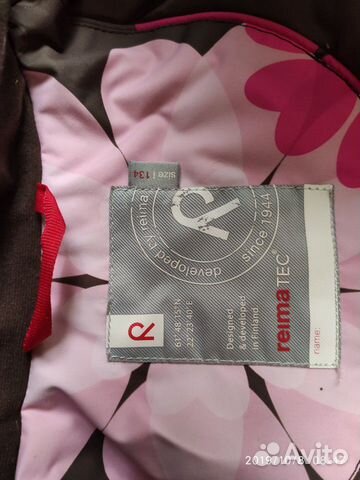 size | 134
developed by reima
since 1944
R
R
61°48'15"N
22°23'40"E
Designed
& developed
in Finland
reima TEC®
name:
Avito